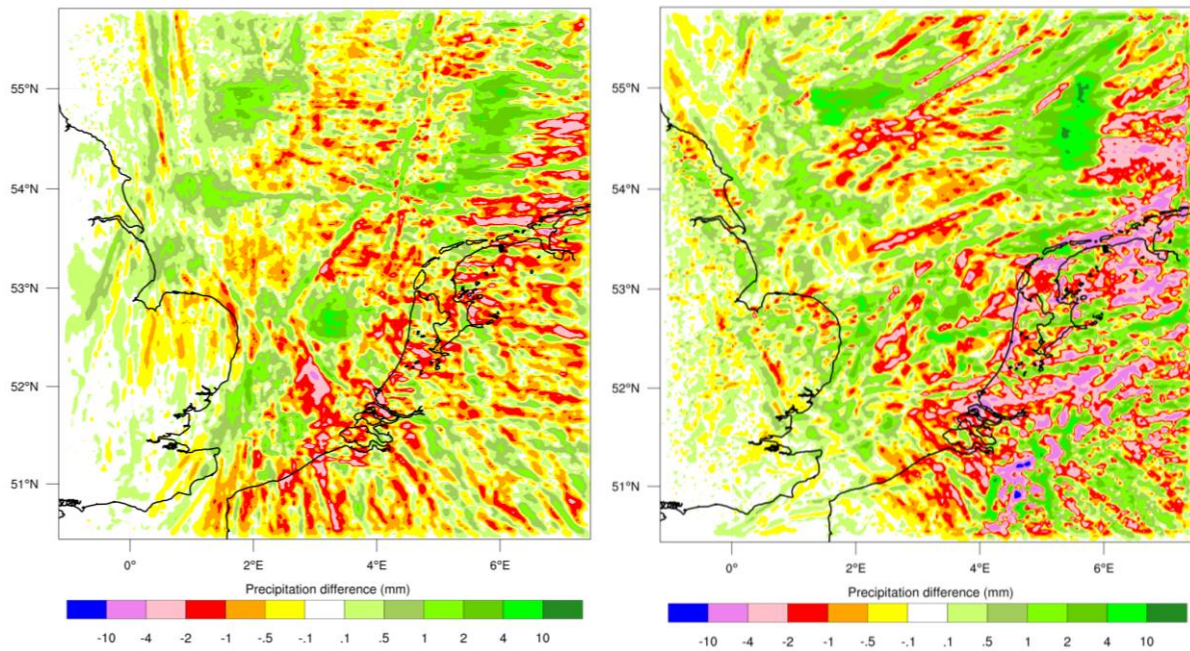 55°N
54°N
53°N
52°N
51°N
0° 2°E 4°E 6°E
Precipitation difference (mm)
-10 -4 -2 -1 -.5 -.1 .1 .5 1 2 4 10
55°N
54°N
53°N
52°N
51°N
0° 2°E 4°E 6°E
Precipitation difference (mm)
-10 -4 -2 -1 -.5 -.1 .1 .5 1 2 4 10